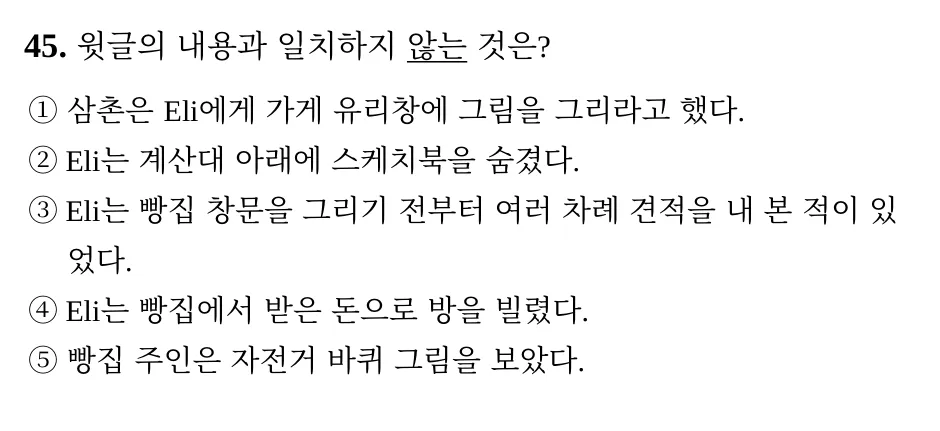 45. 윗글의 내용과 일치하지 않는 것은?
① 삼촌은 Eli에게 가게 유리창에 그림을 그리라고 했다.
② Eli는 계산대 아래에 스케치북을 숨겼다.
③ Eli는 빵집 창문을 그리기 전부터 여러 차례 견적을 내 본 적이 있
었다.
④ Eli는 빵집에서 받은 돈으로 방을 빌렸다.
⑤ 빵집 주인은 자전거 바퀴 그림을 보았다.